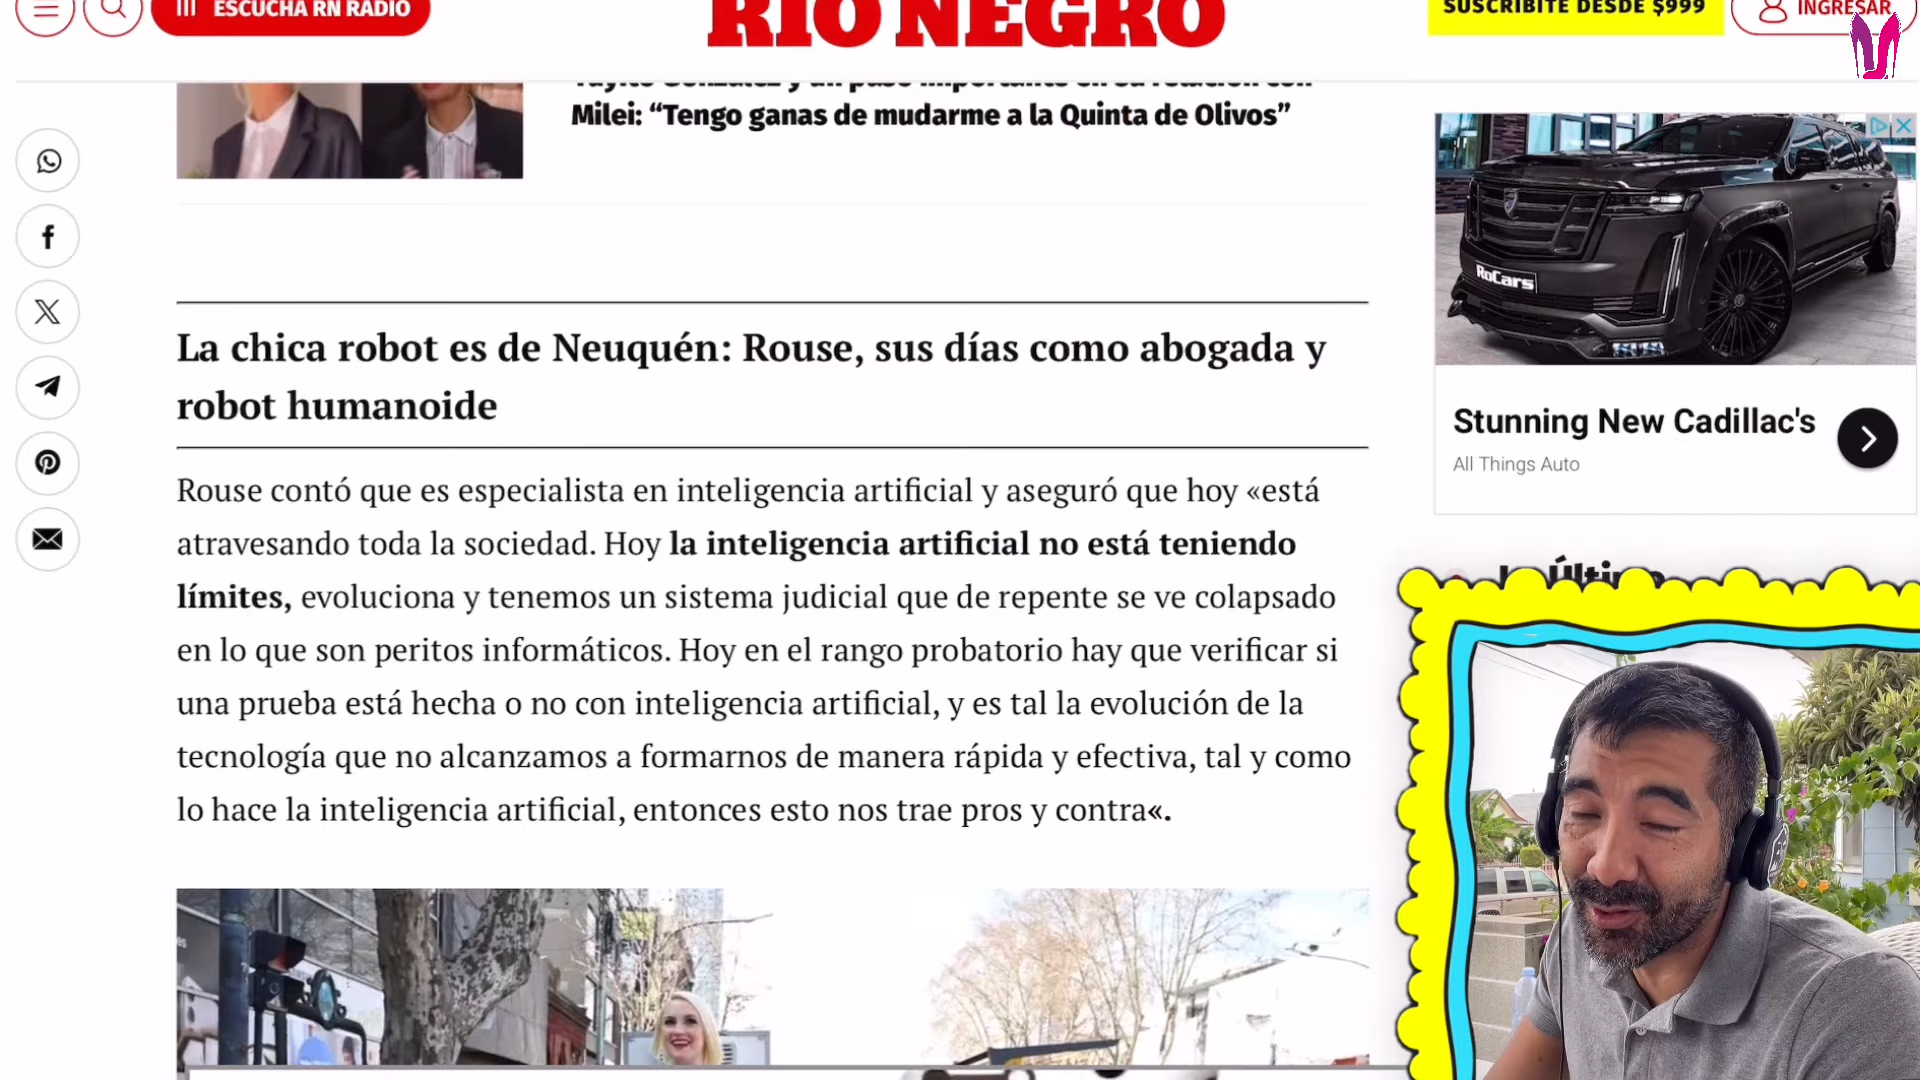 ESCUCHA RN RADIO
RIO NEGRO
SUSCRIBITE DESDE $999
INGRESAR
Milei: “Tengo ganas de mudarme a la Quinta de Olivos”
RoCars
La chica robot es de Neuquén: Rouse, sus días como abogada y
robot humanoide
Stunning New Cadillac's
All Things Auto
Rouse contó que es especialista en inteligencia artificial y aseguró que hoy «está
atravesando toda la sociedad. Hoy la inteligencia artificial no está teniendo
límites, evoluciona y tenemos un sistema judicial que de repente se ve colapsado
en lo que son peritos informáticos. Hoy en el rango probatorio hay que verificar si
una prueba está hecha o no con inteligencia artificial, y es tal la evolución de la
tecnología que no alcanzamos a formarnos de manera rápida y efectiva, tal y como
lo hace la inteligencia artificial, entonces esto nos trae pros y contra«.